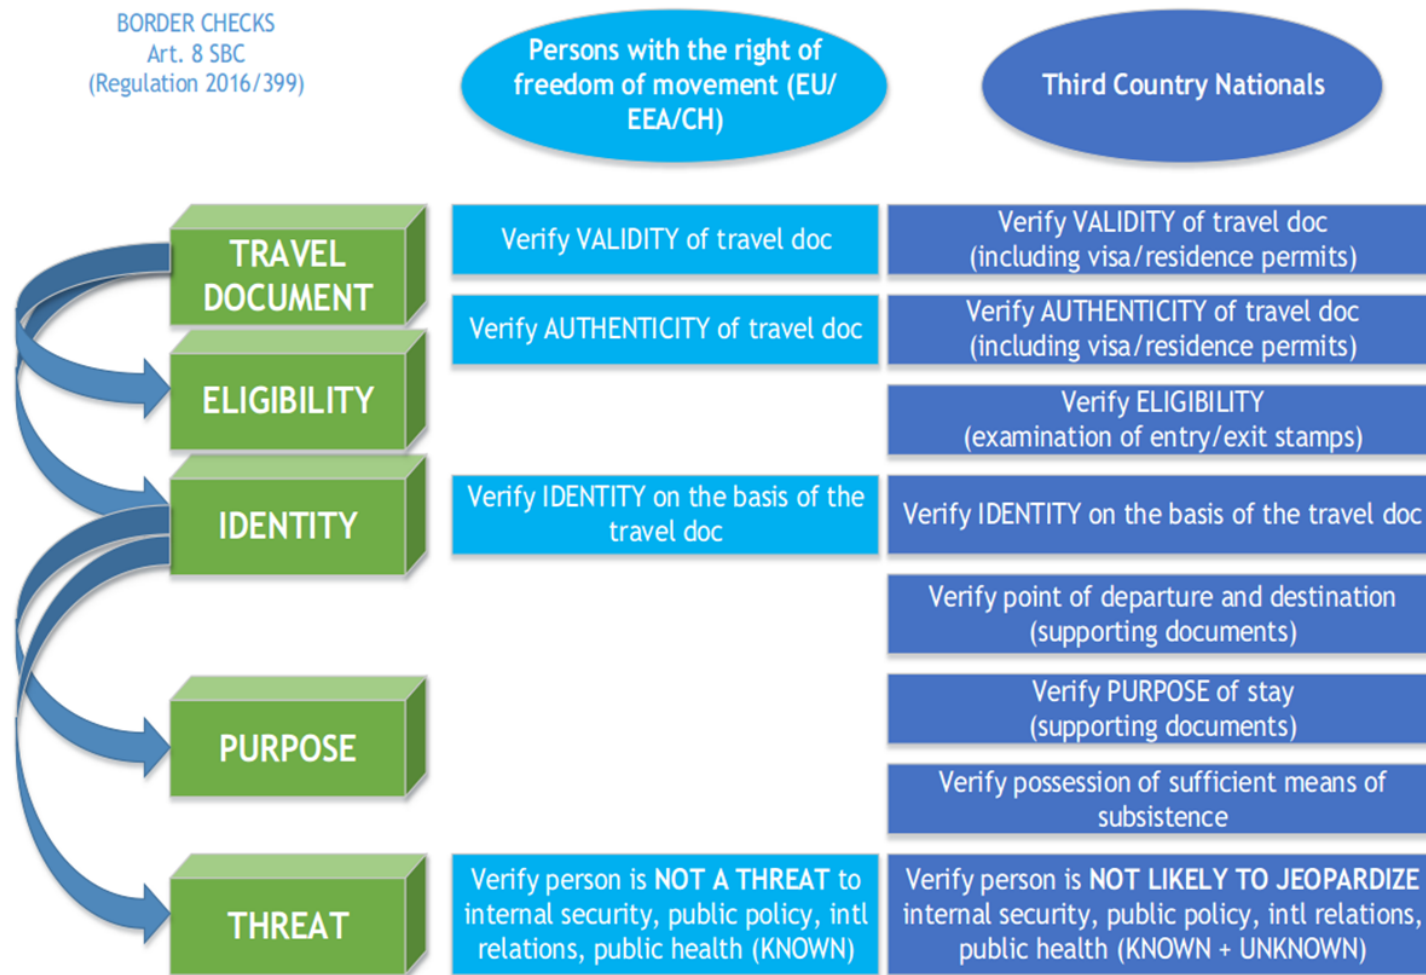 BORDER CHECKS
Art. 8 SBC
(Regulation 2016/399)
Persons with the right of
freedom of movement (EU/
EEA/CH)
Third Country Nationals
TRAVEL
DOCUMENT
Verify VALIDITY of travel doc
Verify VALIDITY of travel doc
(including visa/residence permits)
Verify AUTHENTICITY of travel doc
Verify AUTHENTICITY of travel doc
(including visa/residence permits)
ELIGIBILITY
Verify ELIGIBILITY
(examination of entry/exit stamps)
IDENTITY
Verify IDENTITY on the basis of the
travel doc
Verify IDENTITY on the basis of the travel doc
Verify point of departure and destination
(supporting documents)
PURPOSE
Verify PURPOSE of stay
(supporting documents)
Verify possession of sufficient means of
subsistence
THREAT
Verify person is NOT A THREAT to
internal security, public policy, intl
relations, public health (KNOWN)
Verify person is NOT LIKELY TO JEOPARDIZE
internal security, public policy, intl relations,
public health (KNOWN + UNKNOWN)